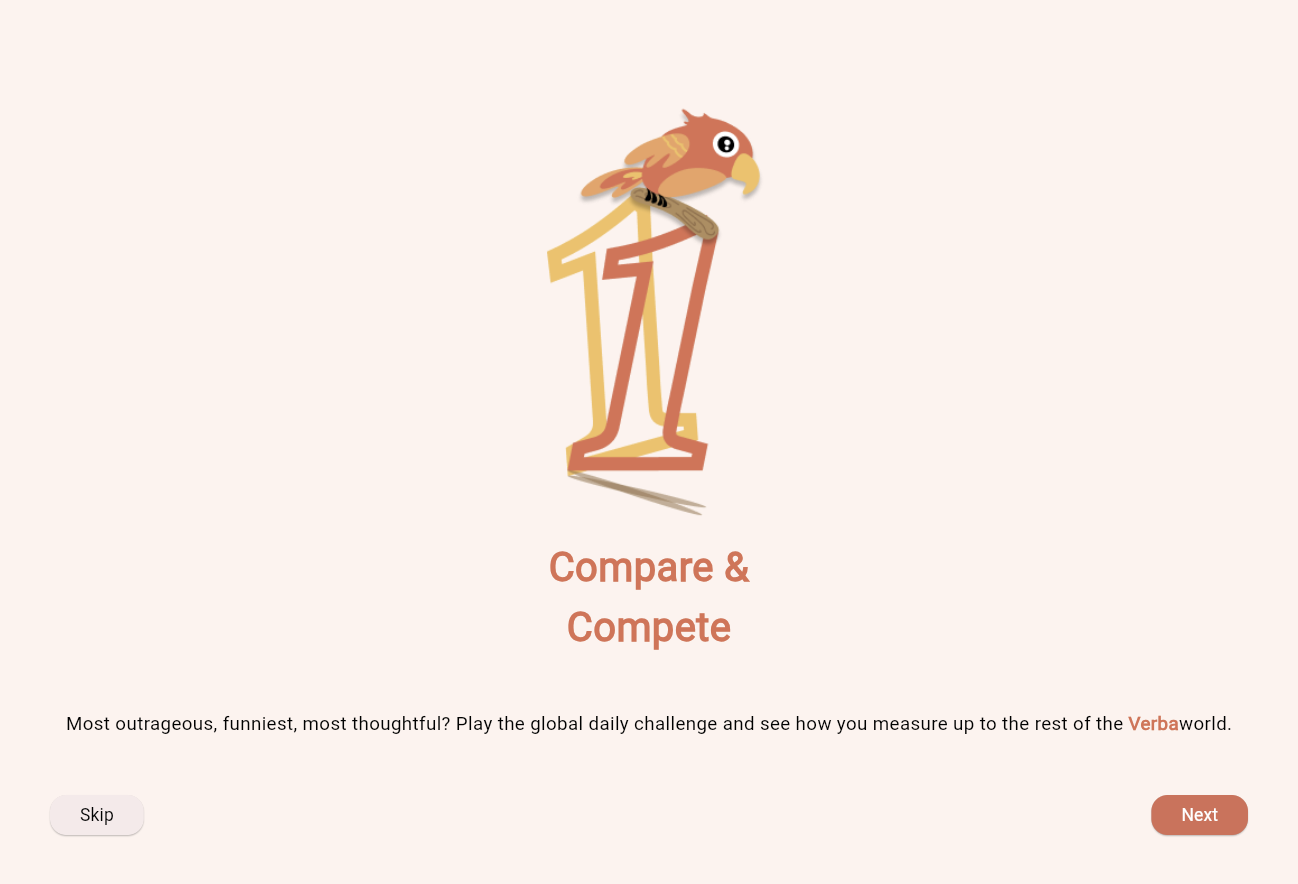 11
Compare &
Compete
Most outrageous, funniest, most thoughtful? Play the global daily challenge and see how you measure up to the rest of the Verbaworld.
Skip
Next